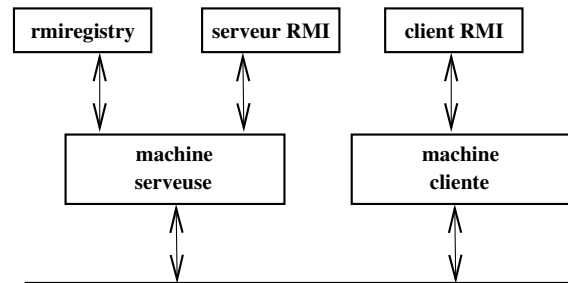 rmiregistry
serveur RMI
client RMI
machine
serveuse
machine
cliente